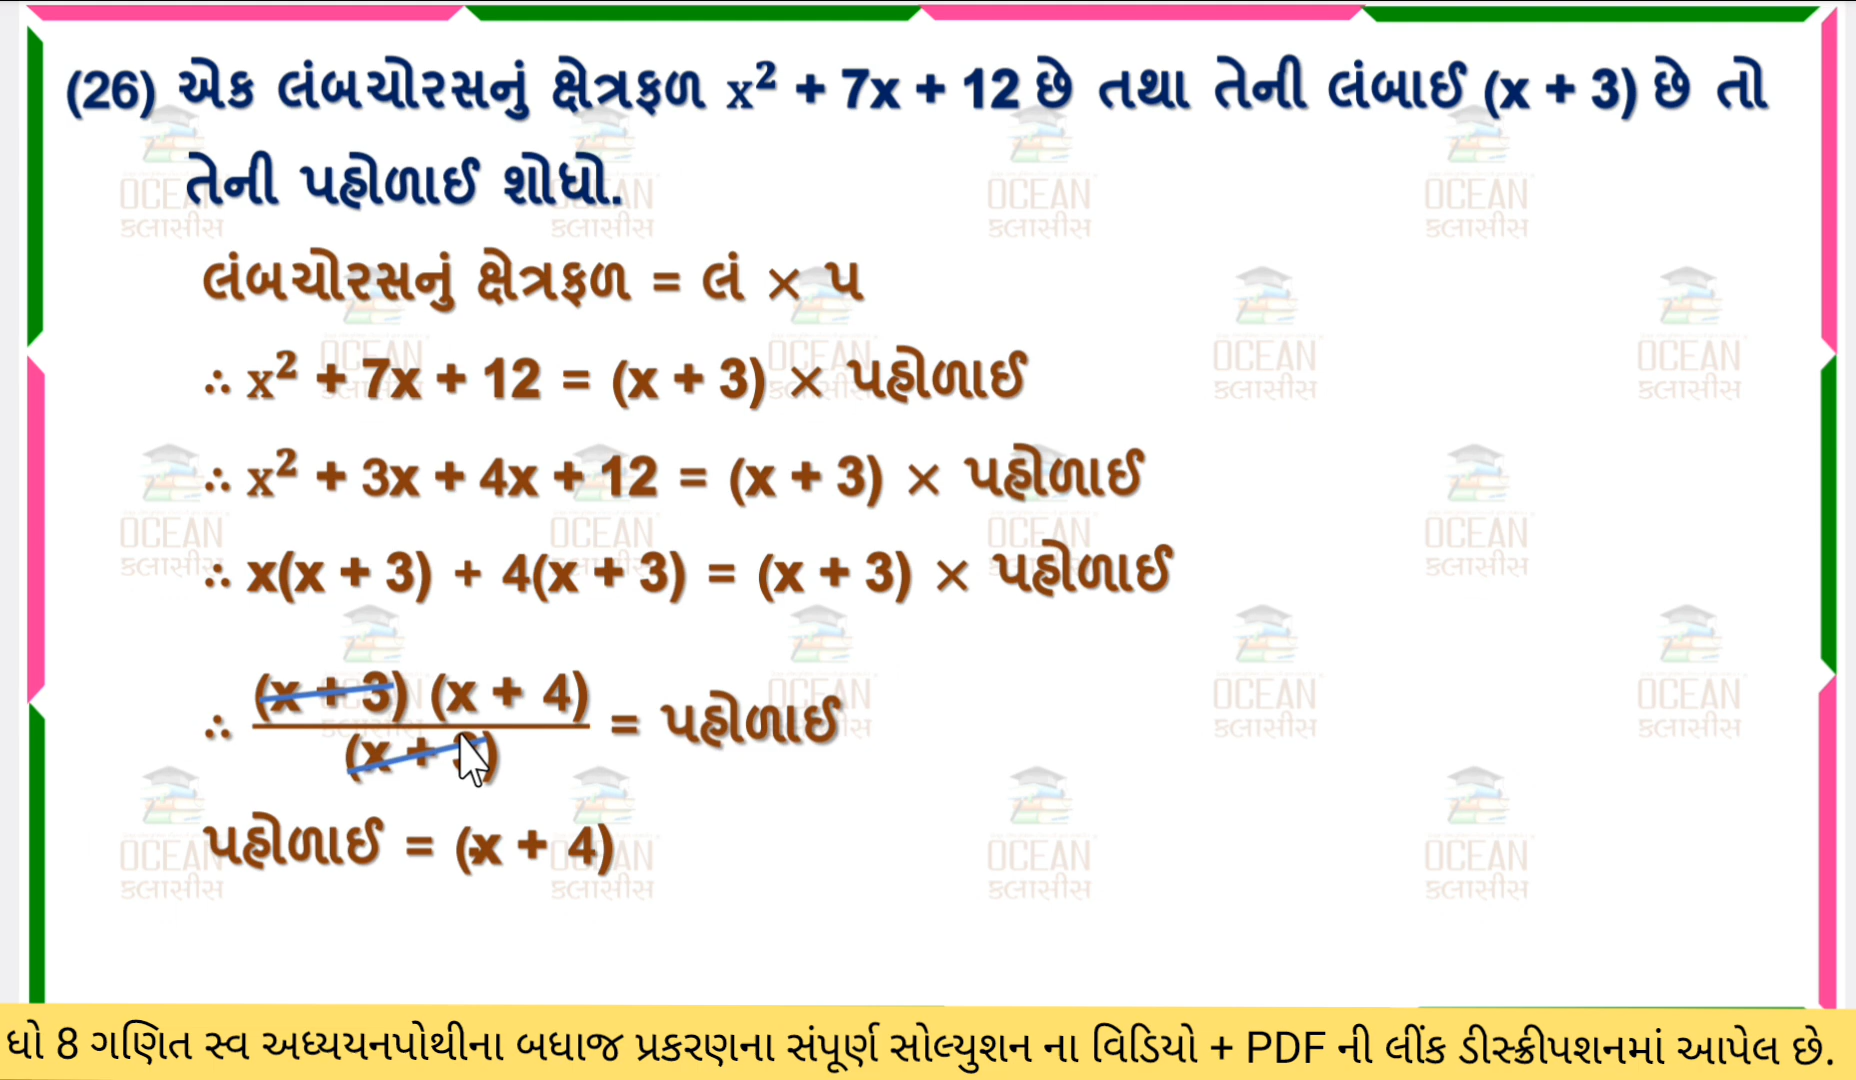 (26) એક લંબચોરસનું ક્ષેત્રફળ x² + 7x + 12 છે તથા તેની લંબાઈ (x + 3) છે તો
તેની પહોળાઈ શોધો.
લંબચોરસનું ક્ષેત્રફળ = લં × પ
∴ x² + 7x + 12 = (x + 3) × પહોળાઈ
∴ x² + 3x + 4x + 12 = (x + 3) × પહોળાઈ
∴ x(x + 3) + 4(x + 3) = (x + 3) × પહોળાઈ
∴ (x + 3) (x + 4) / (x + 3) = પહોળાઈ
પહોળાઈ = (x + 4)
ધો 8 ગણિત સ્વ અધ્યયનપોથીના બધાજ પ્રકરણના સંપૂર્ણ સોલ્યુશન ના વિડિયો + PDF ની લીંક ડીસ્ક્રીપશનમાં આપેલ છે.
OCEAN
ક્લાસીસ